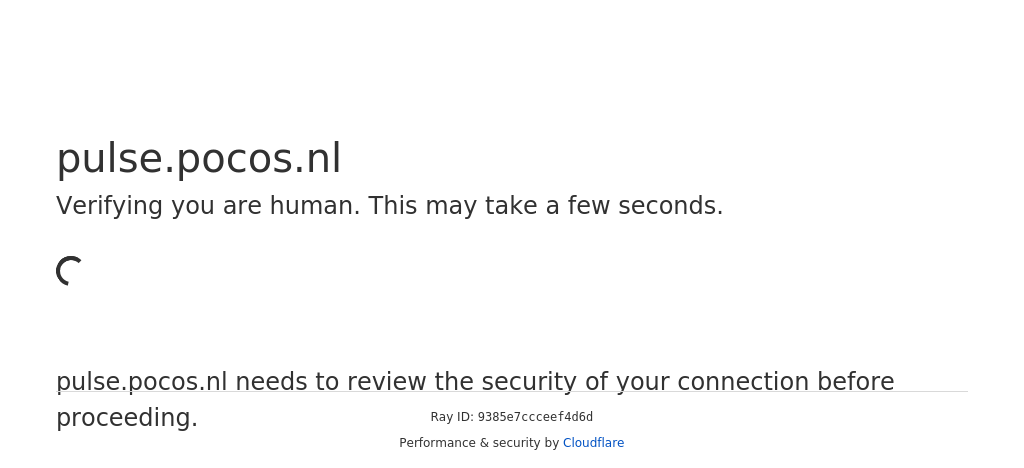 pulse.pocos.nl
Verifying you are human. This may take a few seconds.
pulse.pocos.nl needs to review the security of your connection before
proceeding.
Ray ID: 9385e7ccceef4d6d
Performance & security by Cloudflare